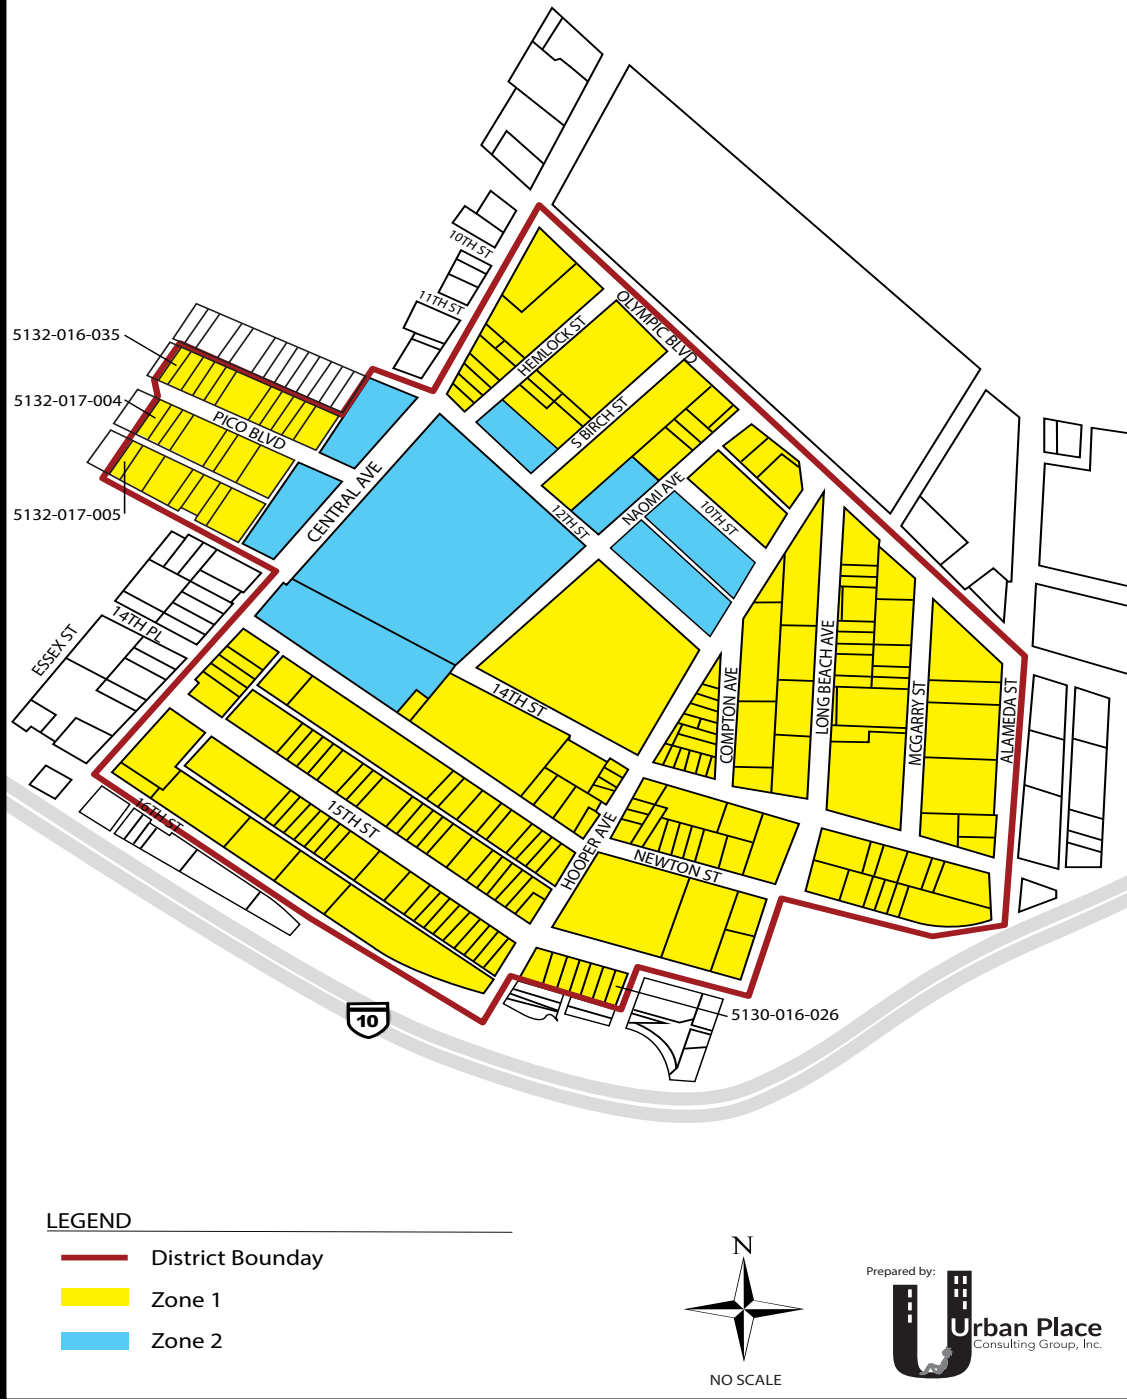 10TH ST
11TH ST
5132-016-035
OLYMPIC BLVD
HEMLOCK ST
5132-017-004
PICO BLVD
S BIRCH ST
CENTRAL AVE
NAOMI AVE
10TH ST
12TH ST
5132-017-005
14TH PL
ESSEX ST
LONG BEACH AVE
COMPTON AVE
MCGARRY ST
ALAMEDA ST
14TH ST
16TH ST
15TH ST
HOOPER AVE
NEWTON ST
10
5130-016-026
LEGEND
District Bounday
Zone 1
Zone 2
N
NO SCALE
Prepared by:
Urban Place
Consulting Group, Inc.